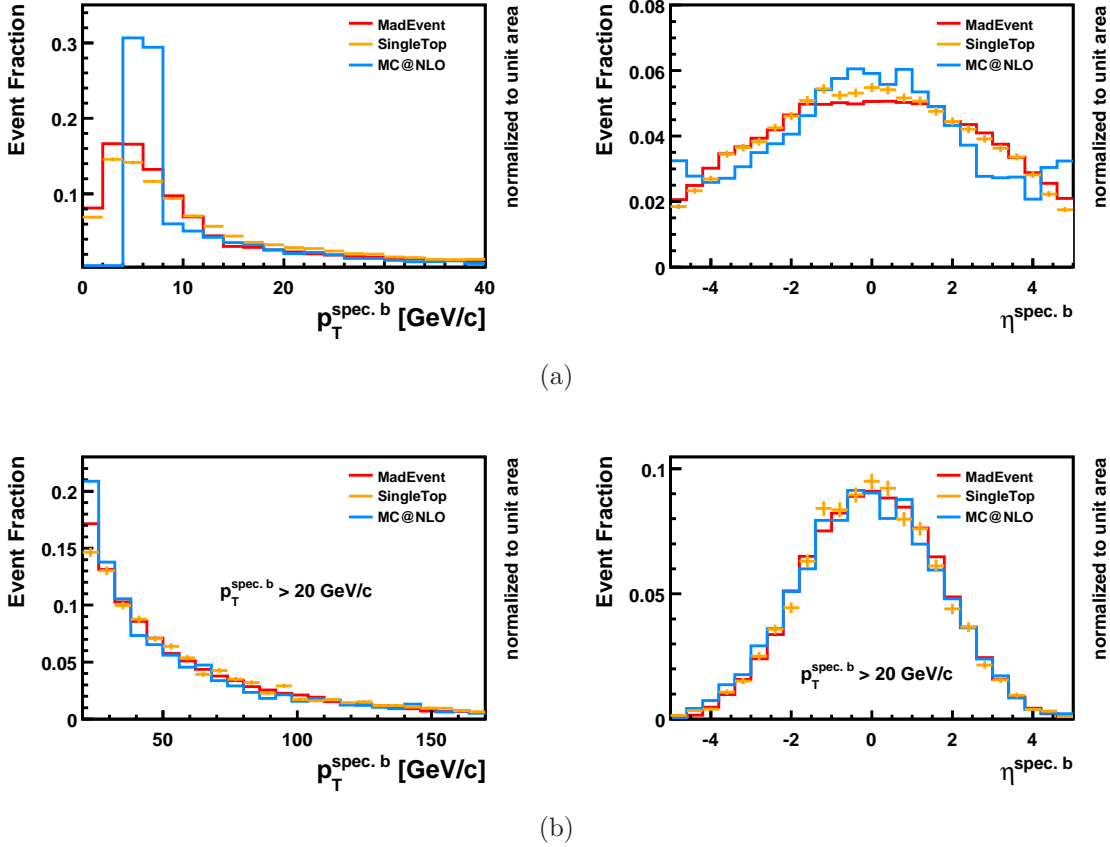 Event Fraction
0.3
0.2
0.1
MadEvent
SingleTop
MC@NLO
normalized to unit area
0 10 20 30 40
p_T^spec. b [GeV/c]
Event Fraction
0.08
0.06
0.04
0.02
0
MadEvent
SingleTop
MC@NLO
normalized to unit area
-4 -2 0 2 4
η^spec. b
(a)
Event Fraction
0.2
0.15
0.1
0.05
0
MadEvent
SingleTop
MC@NLO
p_T^spec. b > 20 GeV/c
normalized to unit area
50 100 150
p_T^spec. b [GeV/c]
Event Fraction
0.1
0.05
0
MadEvent
SingleTop
MC@NLO
p_T^spec. b > 20 GeV/c
normalized to unit area
-4 -2 0 2 4
η^spec. b
(b)